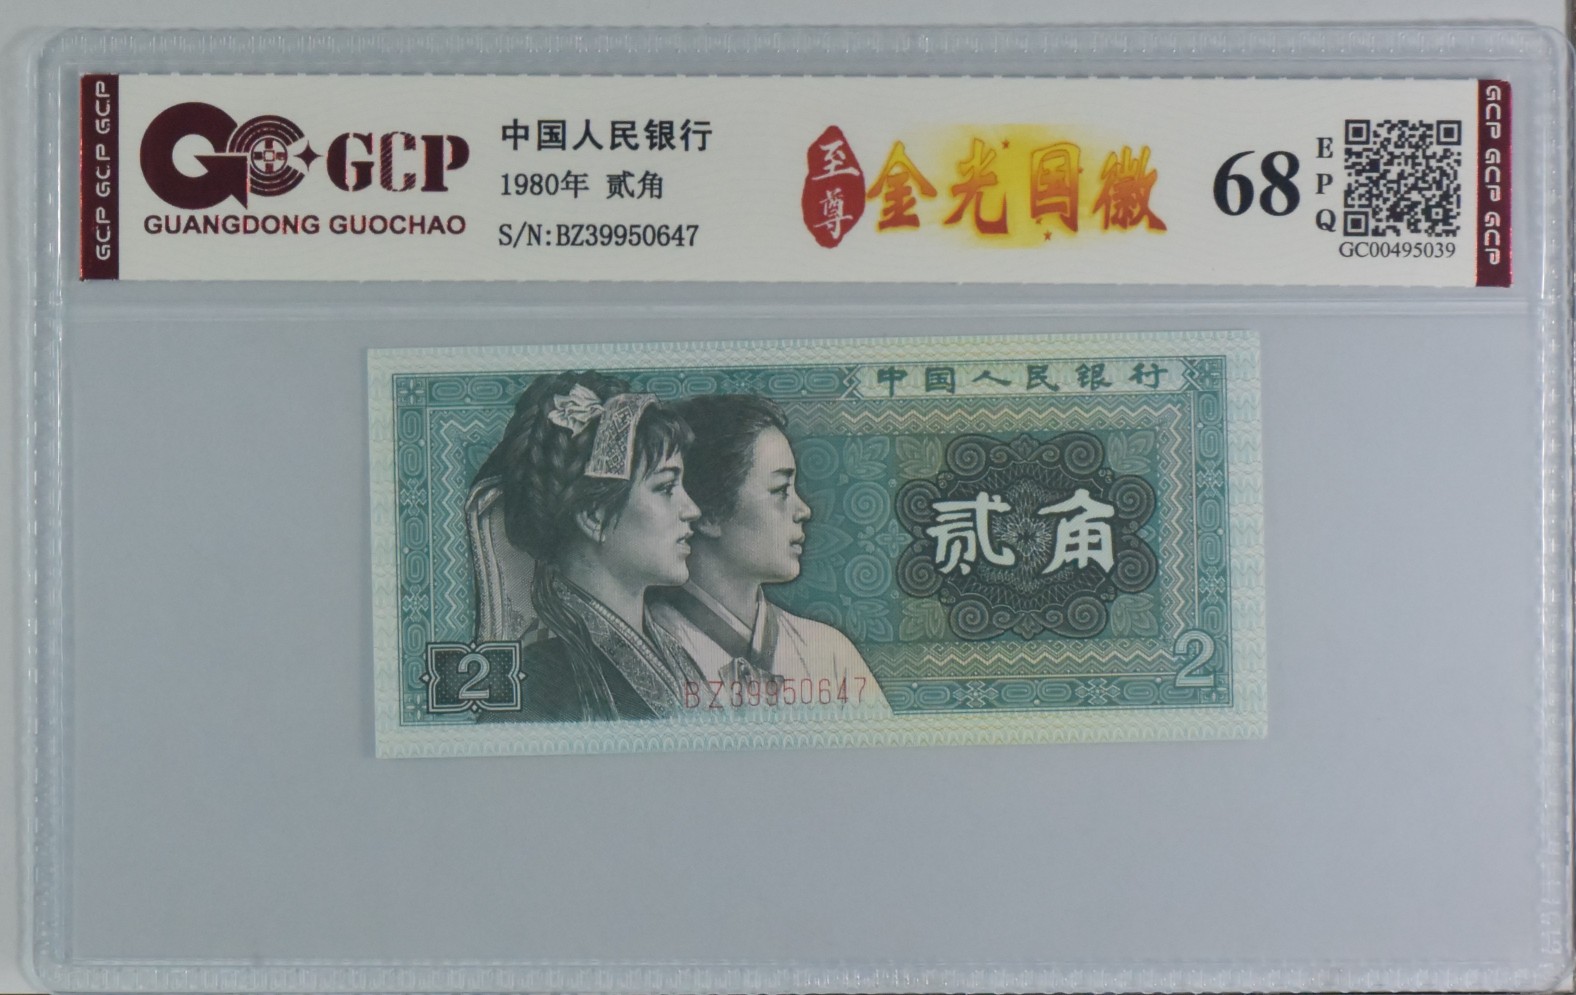 GCP GCP GCP
GCP
GUANGDONG GUOCHAO
中国人民银行
1980年 贰角
S/N:BZ39950647
至尊
金光国徽
68
EPQ
GC00495039
GCP GCP GCP
中国人民银行
贰角
2
2
BZ39950647